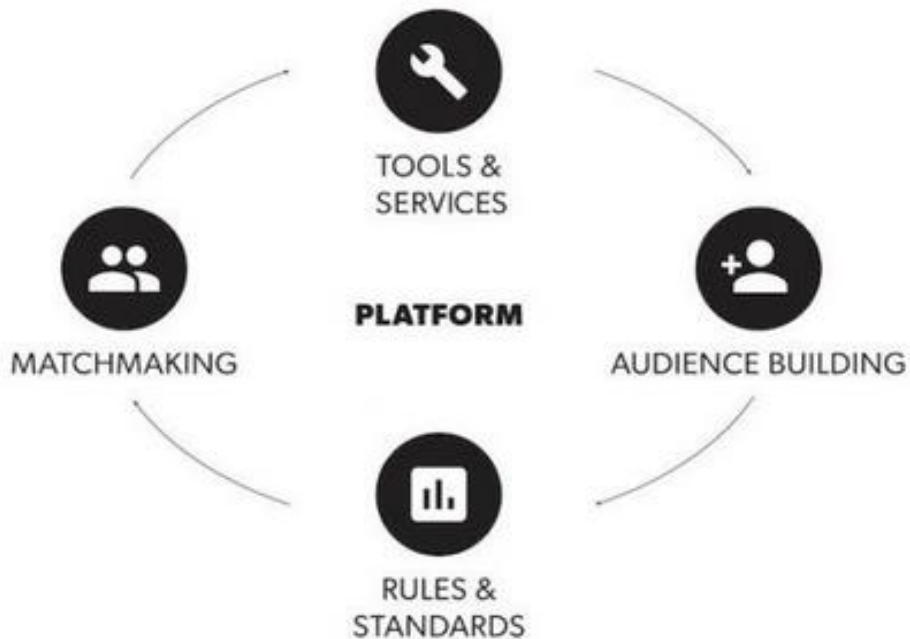 TOOLS &
SERVICES
MATCHMAKING
PLATFORM
AUDIENCE BUILDING
RULES &
STANDARDS